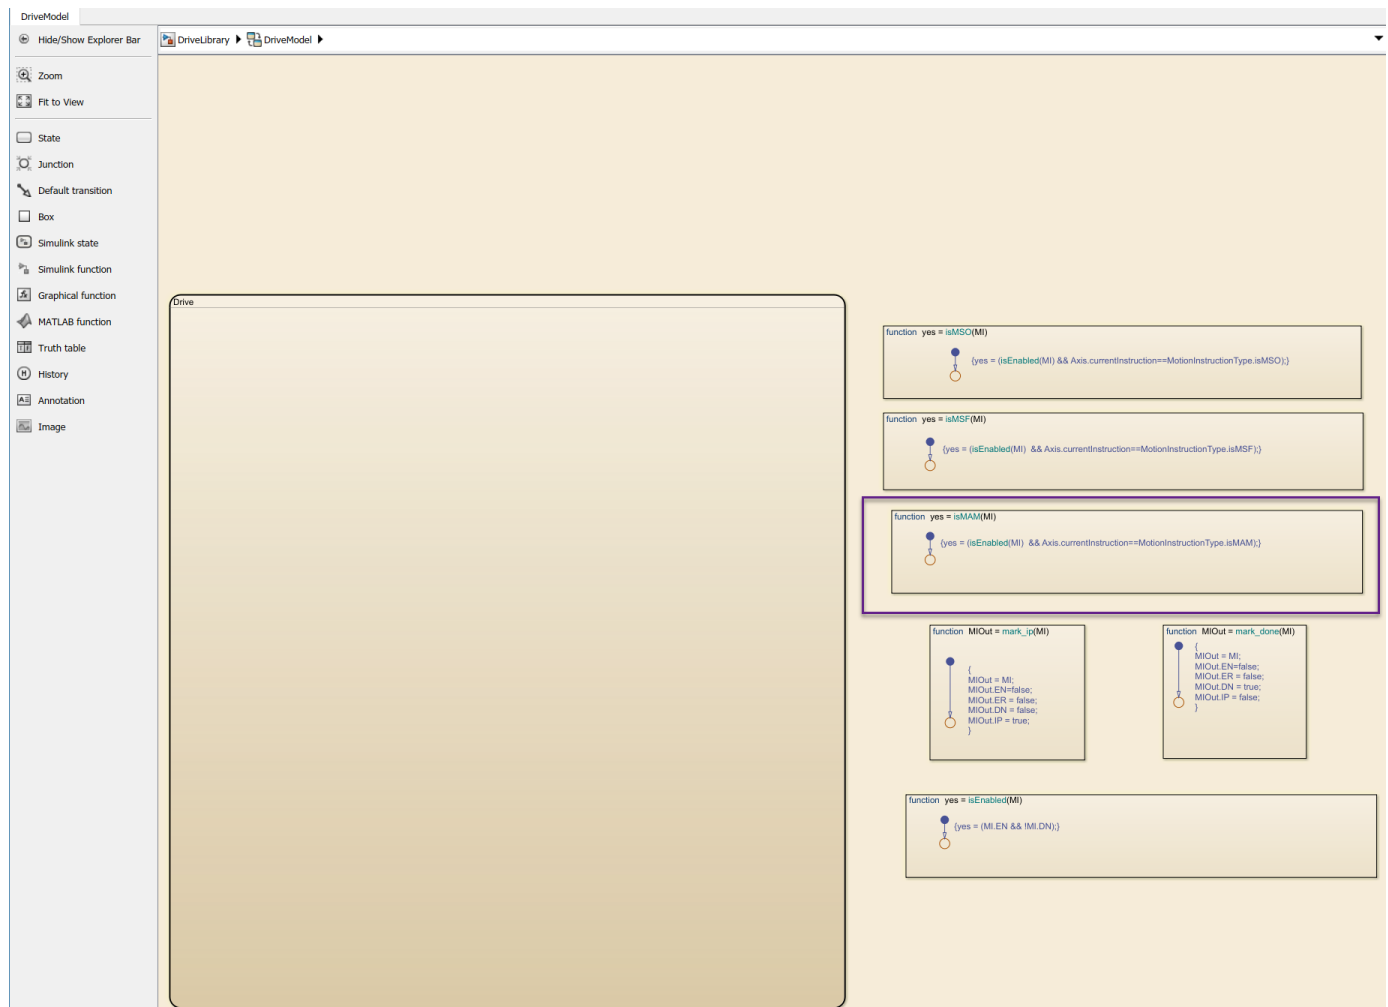 DriveModel
Hide/Show Explorer Bar
DriveLibrary
DriveModel
Zoom
Fit to View
State
Junction
Default transition
Box
Simulink state
Simulink function
Graphical function
MATLAB function
Truth table
History
Annotation
Image
Drive
function yes = isMSO(MI)
{yes = (isEnabled(MI) && Axis.currentInstruction==MotionInstructionType.isMSO);}
function yes = isMSF(MI)
{yes = (isEnabled(MI) && Axis.currentInstruction==MotionInstructionType.isMSF);}
function yes = isMAM(MI)
{yes = (isEnabled(MI) && Axis.currentInstruction==MotionInstructionType.isMAM);}
function MIOut = mark_ip(MI)
{
MIOut = MI;
MIOut.EN=false;
MIOut.ER = false;
MIOut.DN = false;
MIOut.IP = true;
}
function MIOut = mark_done(MI)
{
MIOut = MI;
MIOut.EN=false;
MIOut.ER = false;
MIOut.DN = true;
MIOut.IP = false;
}
function yes = isEnabled(MI)
{yes = (MI.EN && !MI.DN);}